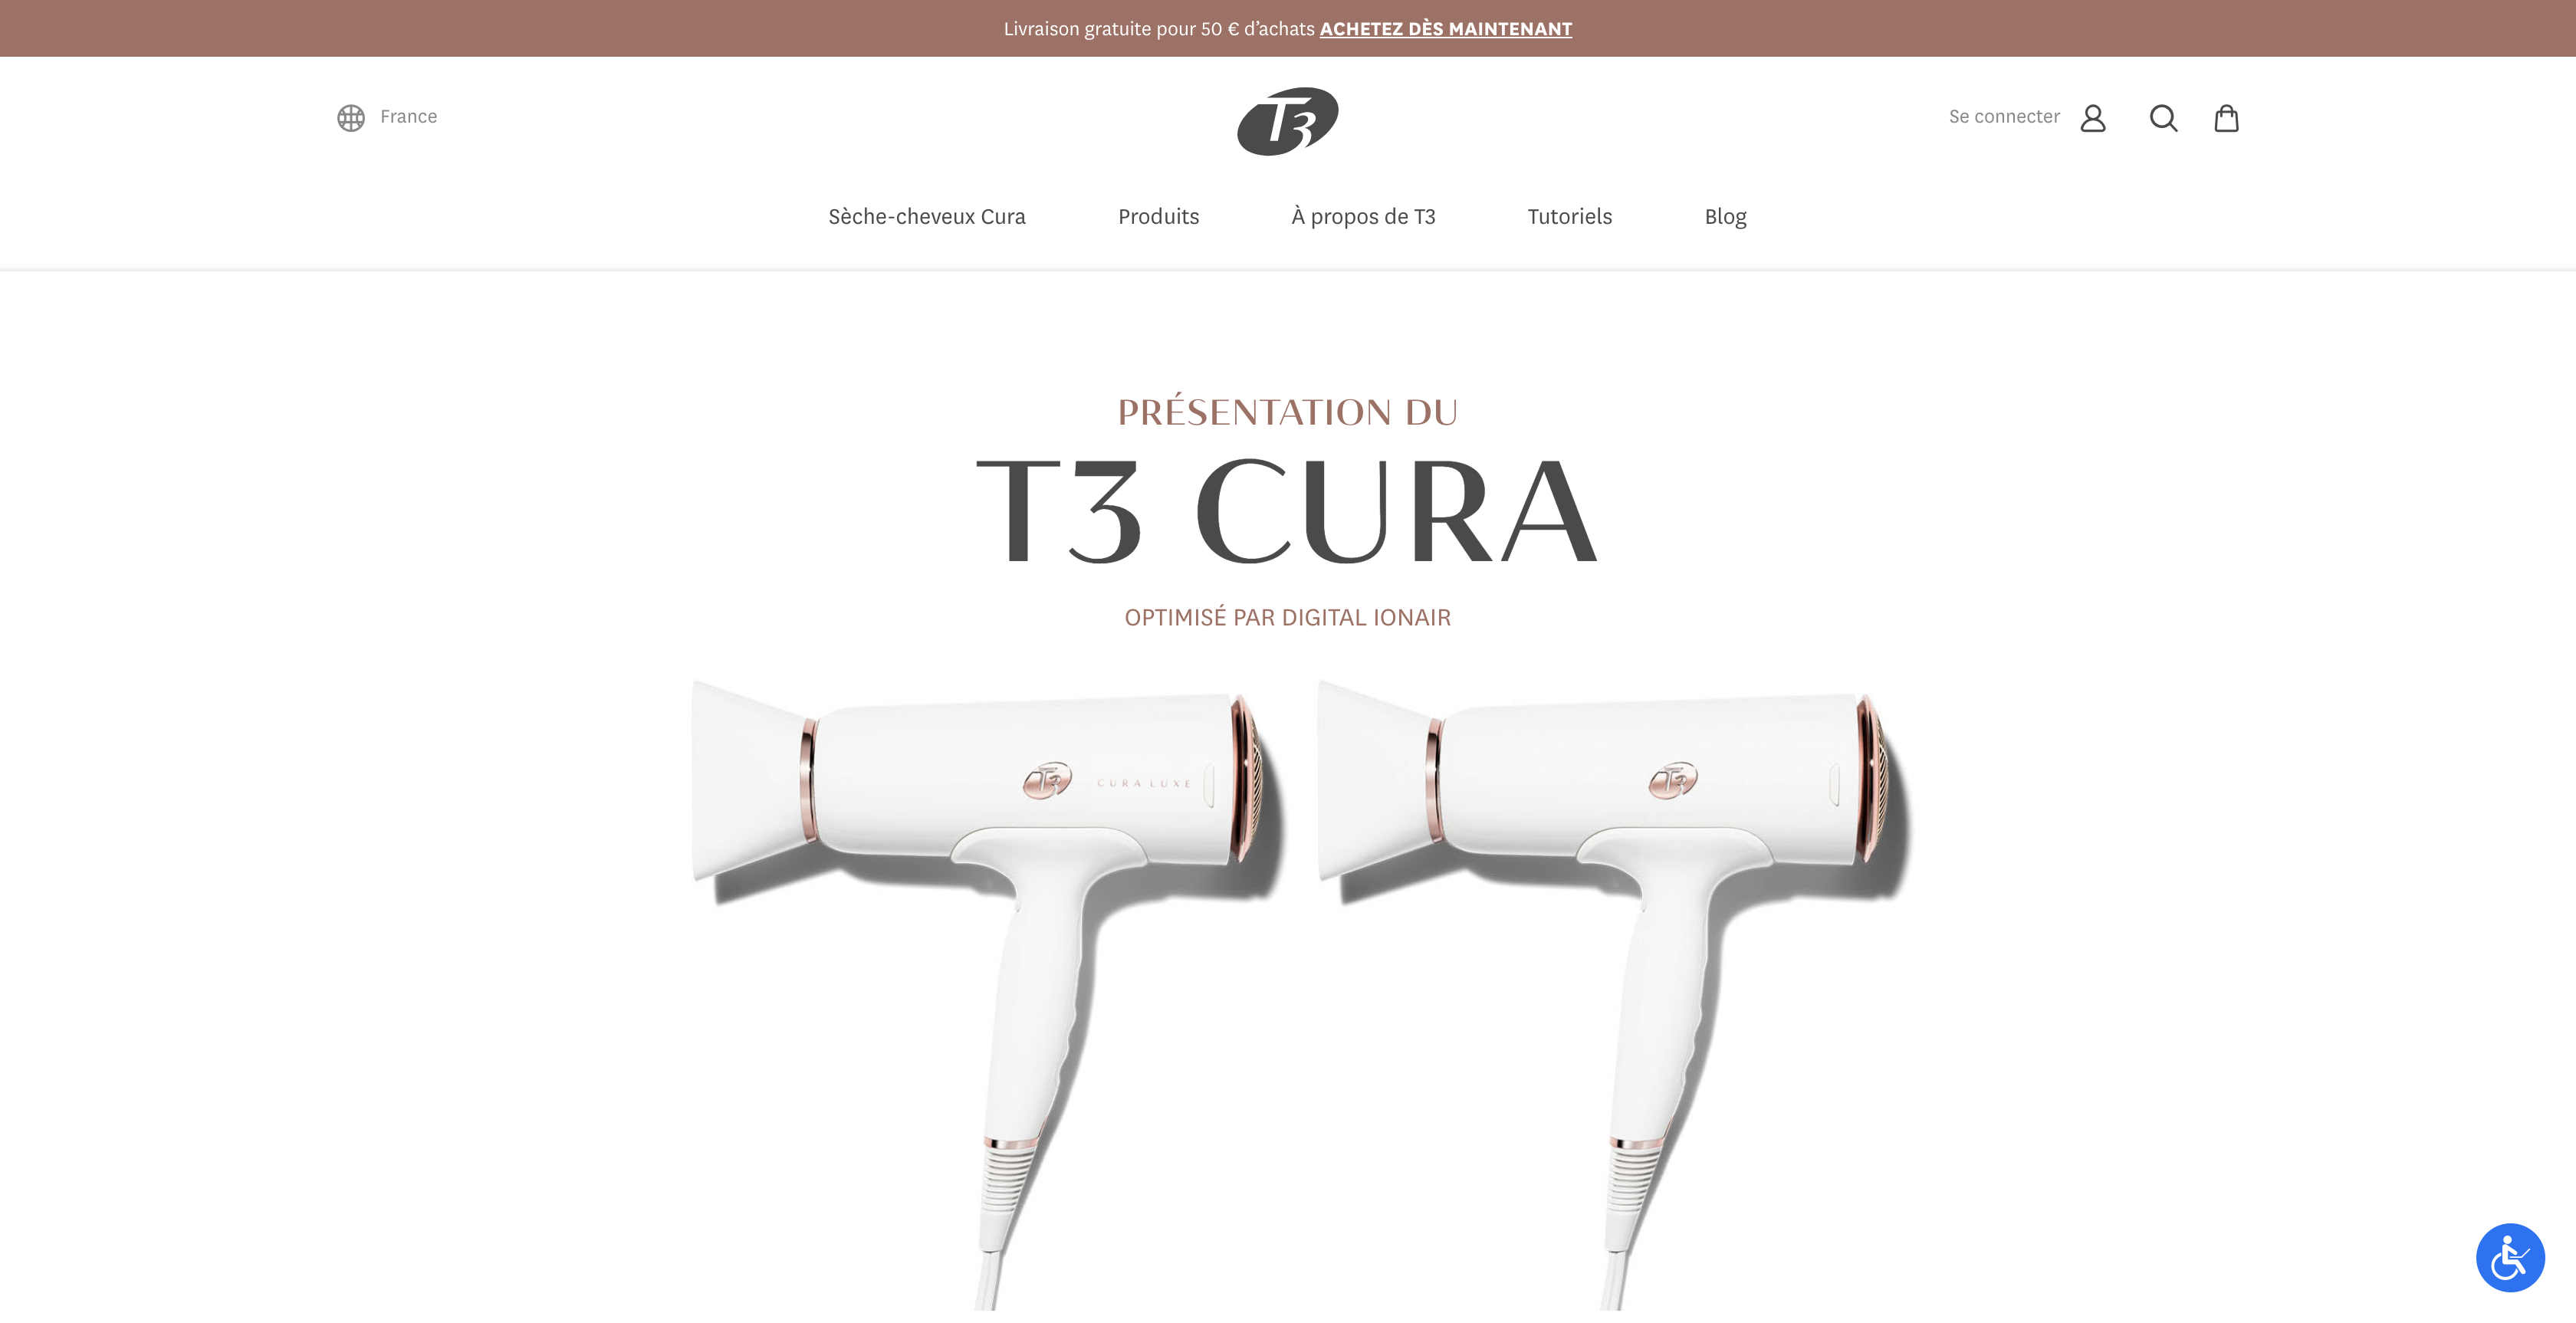 Livraison gratuite pour 50 € d’achats ACHETEZ DÈS MAINTENANT
France
T3
Se connecter
Sèche-cheveux Cura
Produits
À propos de T3
Tutoriels
Blog
PRÉSENTATION DU
T3 CURA
OPTIMISÉ PAR DIGITAL IONAIR
T3 CURA LUXE
T3